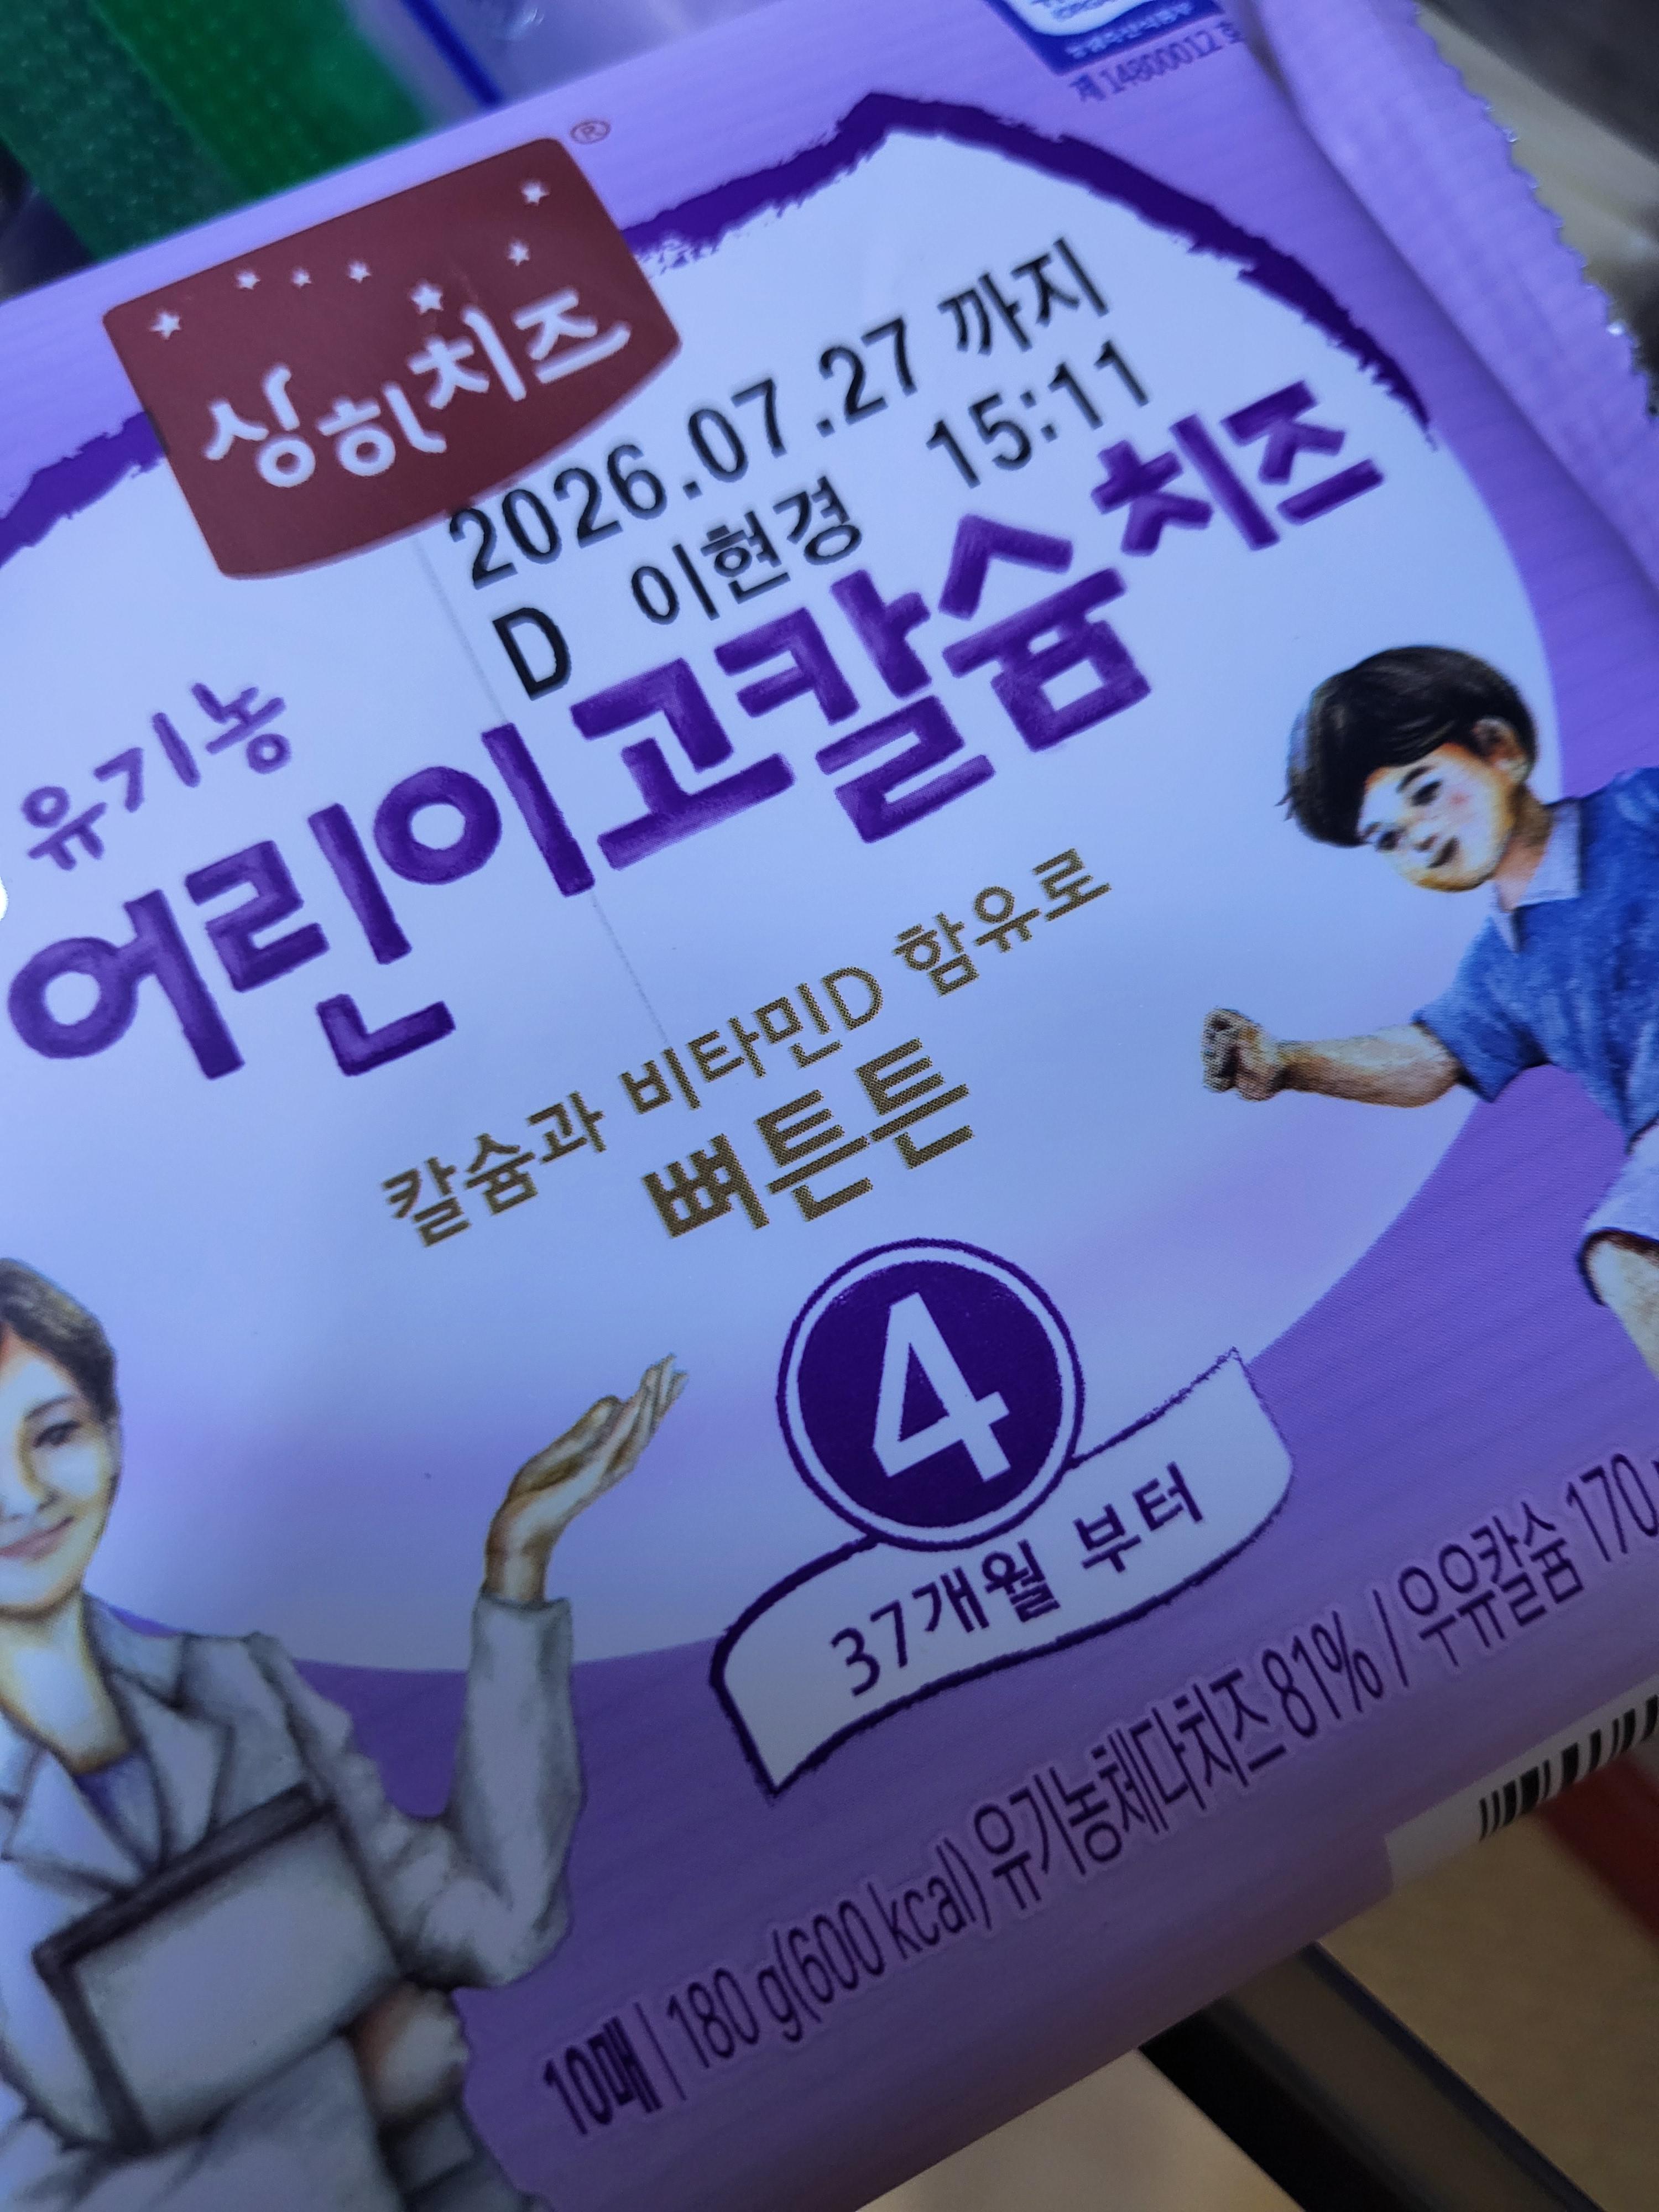 제 14800012 호
상하치즈
®
2026.07.27 까지
D 이현경 15:11
유기농
어린이고칼슘치즈
칼슘과 비타민D 함유로
뼈튼튼
4
37개월 부터
10매 | 180 g(600 kcal) 유기농체다치즈 81% / 우유칼슘 170